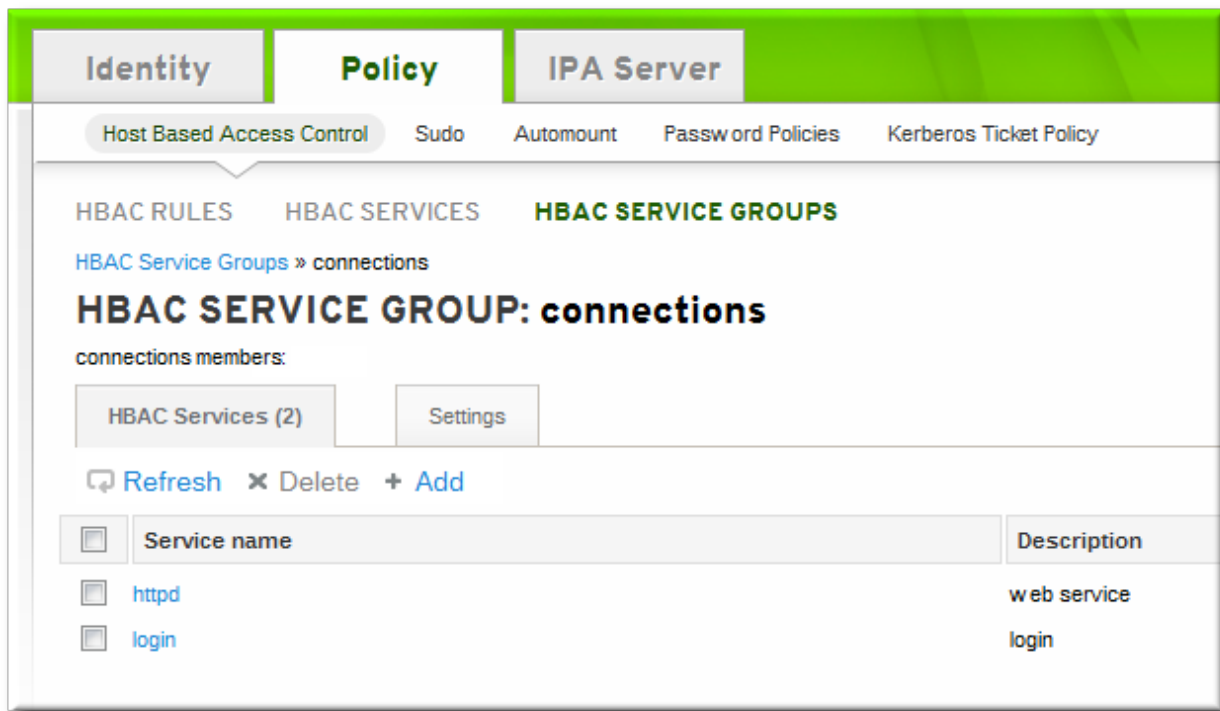 Identity Policy IPA Server
Host Based Access Control Sudo Automount Password Policies Kerberos Ticket Policy
HBAC RULES HBAC SERVICES HBAC SERVICE GROUPS
HBAC Service Groups » connections
HBAC SERVICE GROUP: connections
connections members:
HBAC Services (2) Settings
Refresh Delete Add
Service name Description
httpd web service
login login